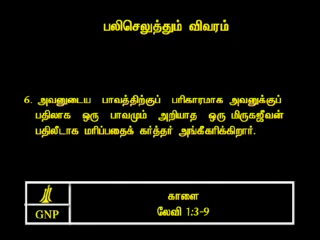 பலிசெலுத்தும் விவரம்
6. அவனுடைய பாவத்திற்குப் பரிகாரமாக அவனுக்குப்
பதிலாக ஒரு பாவமும் அறியாத ஒரு மிருகஜீவன்
பதிலீடாக மரிப்பதைக் கர்த்தர் அங்கீகரிக்கிறார்.
காளை
GNP
லேவி 1:3-9